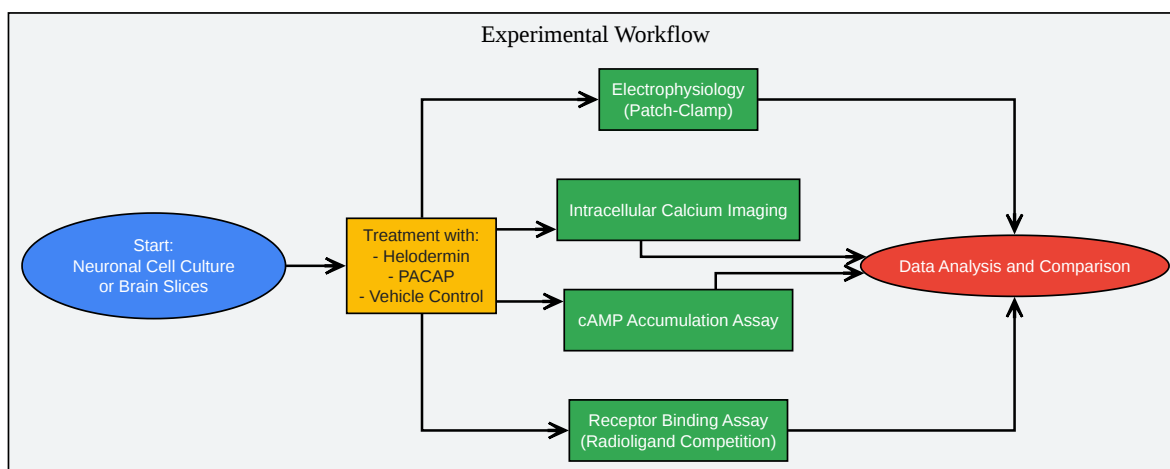 Experimental Workflow
Electrophysiology
(Patch-Clamp)
Intracellular Calcium Imaging
Start:
Neuronal Cell Culture
or Brain Slices
Treatment with:
- Helodermin
- PACAP
- Vehicle Control
Data Analysis and Comparison
cAMP Accumulation Assay
Receptor Binding Assay
(Radioligand Competition)